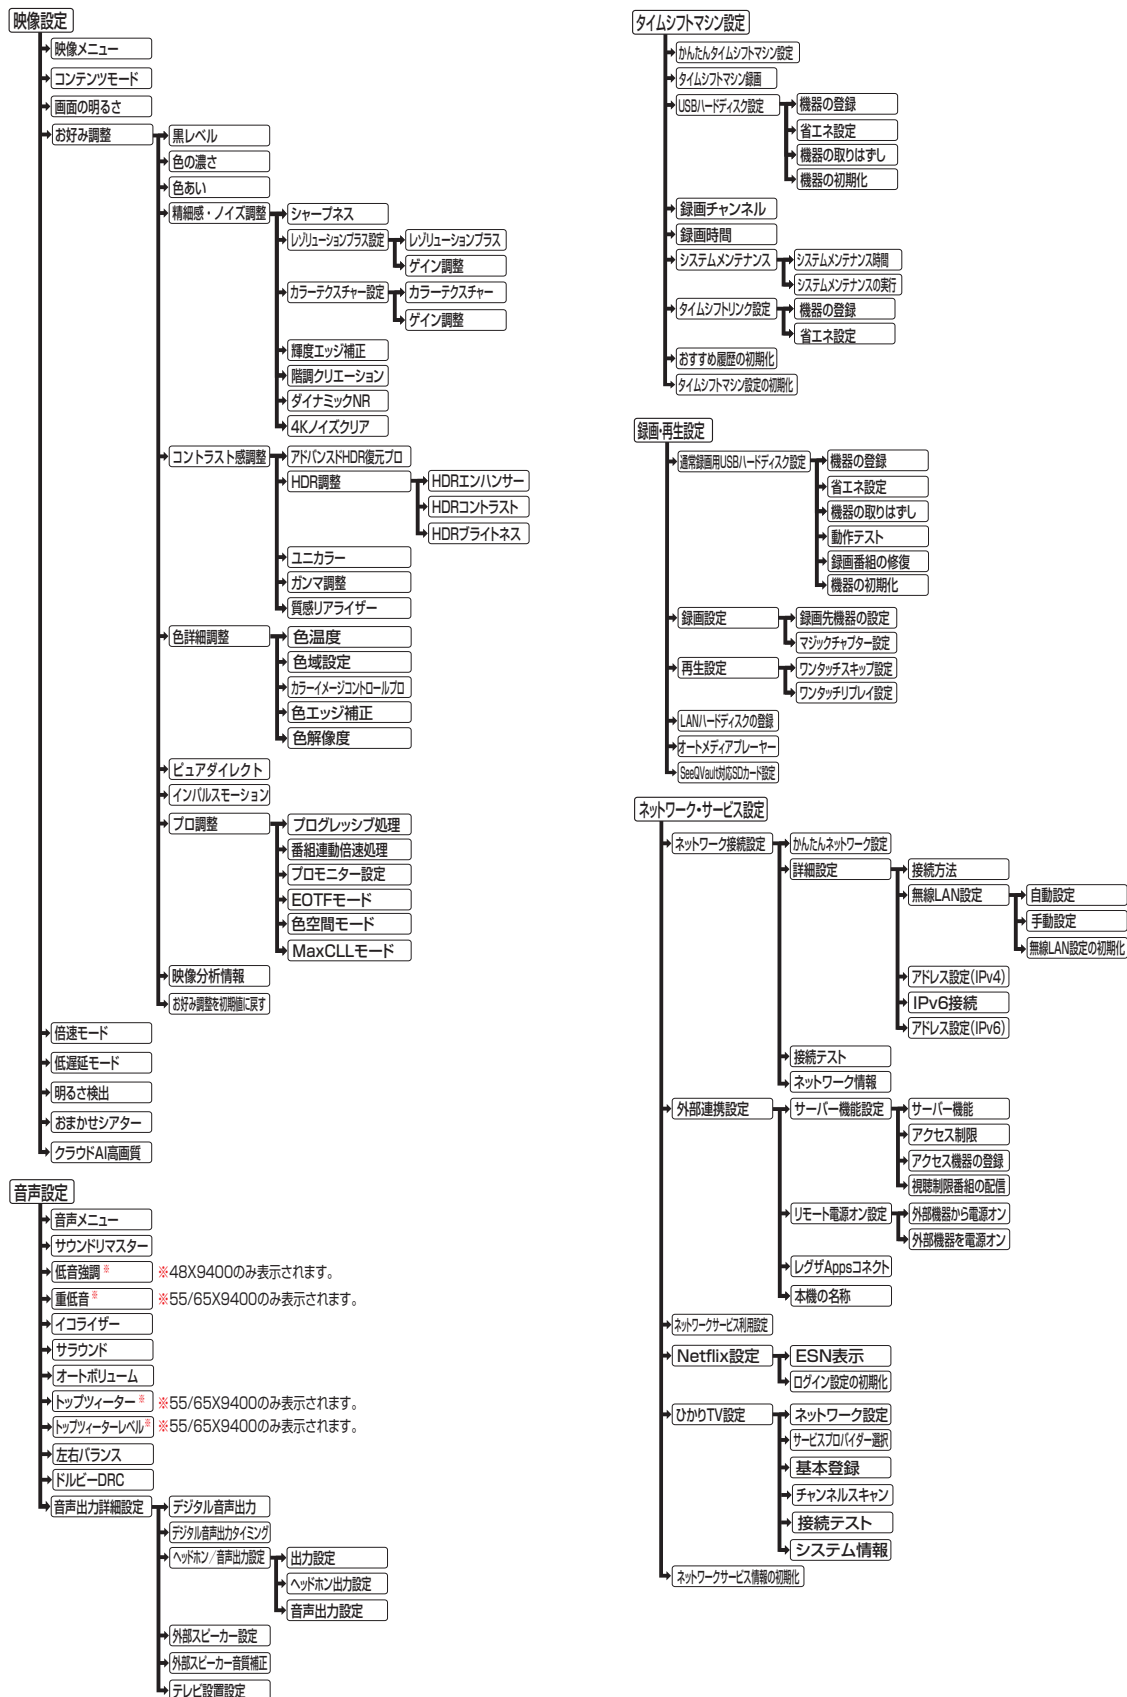 映像設定
映像メニュー
コンテンツモード
画面の明るさ
お好み調整
黒レベル
色の濃さ
色あい
精細感・ノイズ調整
シャープネス
レゾリューションプラス設定
レゾリューションプラス
ゲイン調整
カラーテクスチャー設定
カラーテクスチャー
ゲイン調整
輝度エッジ補正
階調クリエーション
ダイナミックNR
4Kノイズクリア
コントラスト感調整
アドバンスドHDR復元プロ
HDR調整
HDRエンハンサー
HDRコントラスト
HDRブライトネス
ユニカラー
ガンマ調整
質感リアライザー
色詳細調整
色温度
色域設定
カラーイメージコントロールプロ
色エッジ補正
色解像度
ピュアダイレクト
インパルスモーション
プロ調整
プログレッシブ処理
番組連動倍速処理
プロモニター設定
EOTFモード
色空間モード
MaxCLLモード
映像分析情報
お好み調整を初期値に戻す
倍速モード
低遅延モード
明るさ検出
おまかせシアター
クラウドAI高画質
音声設定
音声メニュー
サウンドリマスター
低音強調※ ※48X9400のみ表示されます。
重低音※ ※55/65X9400のみ表示されます。
イコライザー
サラウンド
オートボリューム
トップツィーター※ ※55/65X9400のみ表示されます。
トップツィーターレベル※ ※55/65X9400のみ表示されます。
左右バランス
ドルビーDRC
音声出力詳細設定
デジタル音声出力
デジタル音声出力タイミング
ヘッドホン／音声出力設定
出力設定
ヘッドホン出力設定
音声出力設定
外部スピーカー設定
外部スピーカー音質補正
テレビ設置設定
タイムシフトマシン設定
かんたんタイムシフトマシン設定
タイムシフトマシン録画
USBハードディスク設定
機器の登録
省エネ設定
機器の取りはずし
機器の初期化
録画チャンネル
録画時間
システムメンテナンス
システムメンテナンス時間
システムメンテナンスの実行
タイムシフトリンク設定
機器の登録
省エネ設定
おすすめ履歴の初期化
タイムシフトマシン設定の初期化
録画・再生設定
通常録画用USBハードディスク設定
機器の登録
省エネ設定
機器の取りはずし
動作テスト
録画番組の修復
機器の初期化
録画設定
録画先機器の設定
マジックチャプター設定
再生設定
ワンタッチスキップ設定
ワンタッチリプレイ設定
LANハードディスクの登録
オートメディアプレーヤー
SeeQVault対応SDカード設定
ネットワーク・サービス設定
ネットワーク接続設定
かんたんネットワーク設定
詳細設定
接続方法
無線LAN設定
自動設定
手動設定
無線LAN設定の初期化
アドレス設定(IPv4)
IPv6接続
アドレス設定(IPv6)
接続テスト
ネットワーク情報
外部連携設定
サーバー機能設定
サーバー機能
アクセス制限
アクセス機器の登録
視聴制限番組の配信
リモート電源オン設定
外部機器から電源オン
外部機器を電源オン
レグザAppsコネクト
本機の名称
ネットワークサービス利用設定
Netflix設定
ESN表示
ログイン設定の初期化
ひかりTV設定
ネットワーク設定
サービスプロバイダー選択
基本登録
チャンネルスキャン
接続テスト
システム情報
ネットワークサービス情報の初期化